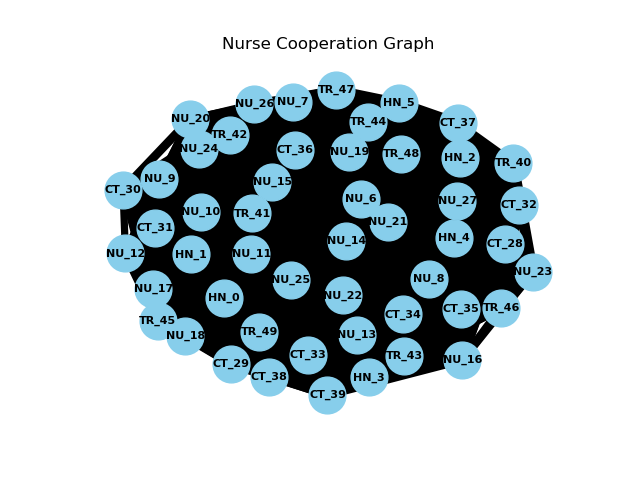 Nurse Cooperation Graph
TR_47
NU_26
NU_7
HN_5
NU_20
TR_44
CT_37
TR_42
NU_24
CT_36
NU_19
TR_48
HN_2
TR_40
NU_9
NU_15
CT_30
NU_6
NU_27
CT_32
NU_10
TR_41
NU_21
CT_31
HN_4
NU_14
CT_28
NU_12
HN_1
NU_11
NU_23
NU_25
NU_8
NU_17
HN_0
NU_22
CT_35
TR_46
CT_34
TR_45
NU_18
TR_49
NU_13
CT_33
TR_43
NU_16
CT_29
CT_38
HN_3
CT_39